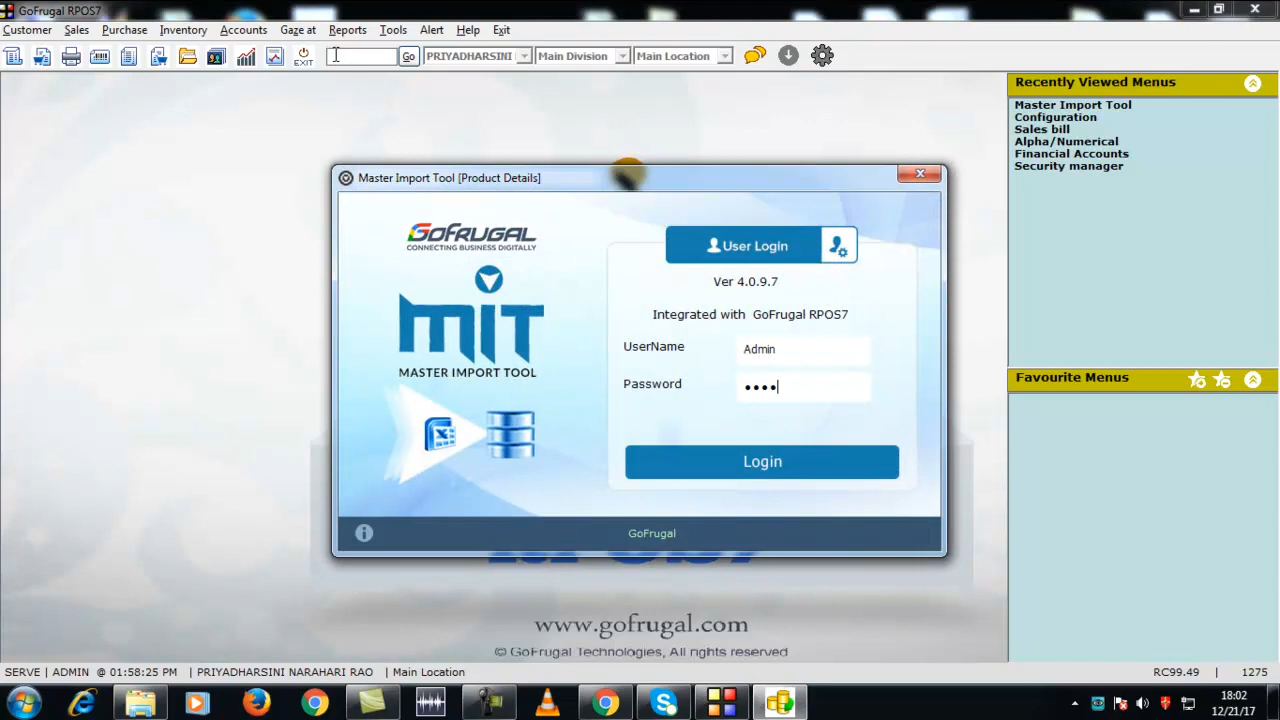 GoFrugal RPOS7
Customer Sales Purchase Inventory Accounts Gaze at Reports Tools Alert Help Exit
EXIT Go PRIYADHARSINI Main Division Main Location
Recently Viewed Menus
Master Import Tool
Configuration
Sales bill
Alpha/Numerical
Financial Accounts
Security manager
Favourite Menus
Master Import Tool [Product Details]
GOFRUGAL
CONNECTING BUSINESS DIGITALLY
MIT
MASTER IMPORT TOOL
User Login
Ver 4.0.9.7
Integrated with GoFrugal RPOS7
UserName Admin
Password ••••
Login
GoFrugal
www.gofrugal.com
© GoFrugal Technologies, All rights reserved
SERVE | ADMIN @ 01:58:25 PM | PRIYADHARSINI NARAHARI RAO | Main Location RC99.49 | 1275
18:02
12/21/17